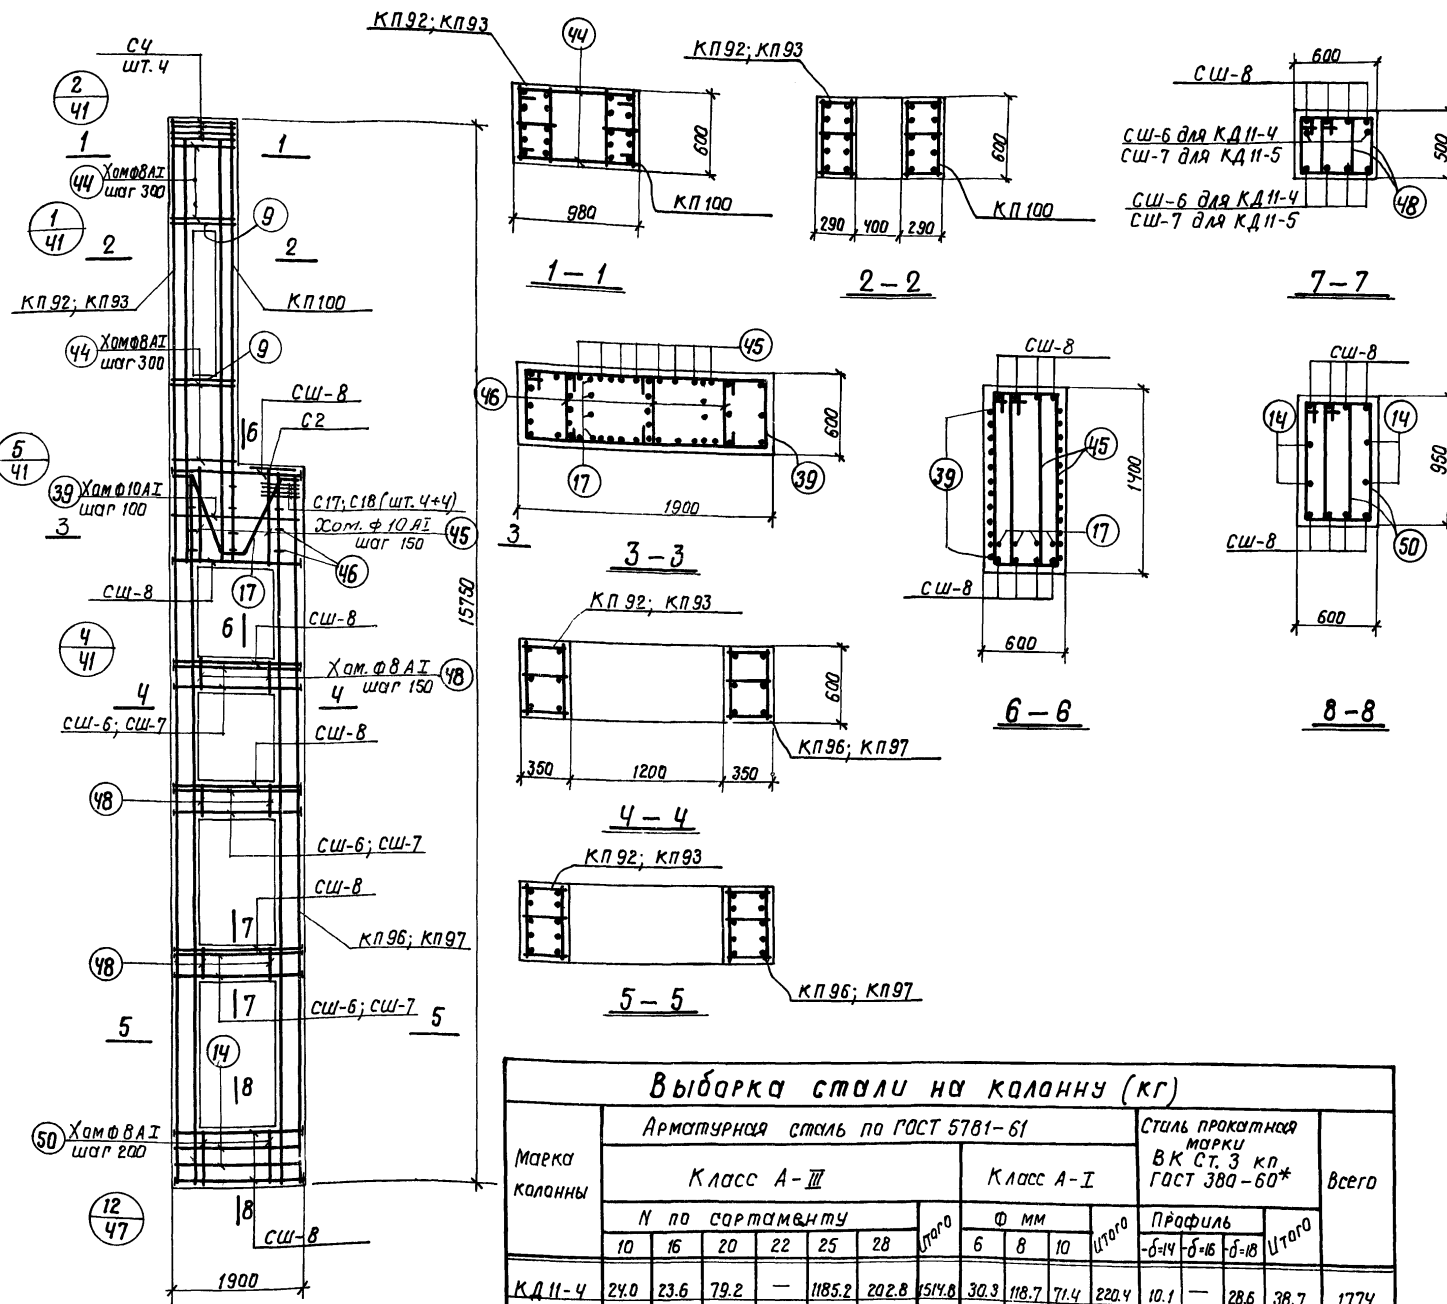 С4
ШТ. 4
2
41
1
1
44
Хом Ф8АI
шаг 300
1
41
9
2
2
КП92; КП93
КП100
44
Хом Ф8АI
шаг 300
9
СШ-8
С2
6
5
41
39
Хом Ф10АI
шаг 100
С17; С18 (шт. 4+4)
Хом. Ф 10 АI
шаг 150
45
3
3
46
17
СШ-8
6
СШ-8
4
41
Хом. Ф8 АI
шаг 150
48
4
4
СШ-6; СШ-7
СШ-8
48
СШ-6; СШ-7
СШ-8
7
КП96; КП97
48
7
СШ-6; СШ-7
5
5
14
8
50
Хом Ф8АI
шаг 200
12
47
8
СШ-8
1900
15750
КП92; КП93
44
600
КП100
980
1-1
КП92; КП93
600
КП100
290
400
290
2-2
600
СШ-8
СШ-6 для КД11-4
СШ-7 для КД11-5
500
СШ-6 для КД11-4
СШ-7 для КД11-5
48
7-7
45
46
600
17
39
1900
3-3
СШ-8
39
45
1400
17
СШ-8
600
6-6
СШ-8
14
14
950
СШ-8
50
600
8-8
КП92; КП93
600
КП96; КП97
350
1200
350
4-4
КП92; КП93
КП96; КП97
5-5
Выборка стали на колонну (кг)
Марка колонны
Арматурная сталь по ГОСТ 5781-61
Сталь прокатная
марки
ВК Ст. 3 кп
ГОСТ 380-60*
Всего
Класс А-III
Класс А-I
N по сортаменту
Итого
Ф мм
Итого
Профиль
Итого
10 16 20 22 25 28 6 8 10 -δ=14 -δ=16 -δ=18
КД11-4 24.0 23.6 79.2 — 1185.2 202.8 1514.8 30.3 118.7 71.4 220.4 10.1 — 28.6 38.7 1774